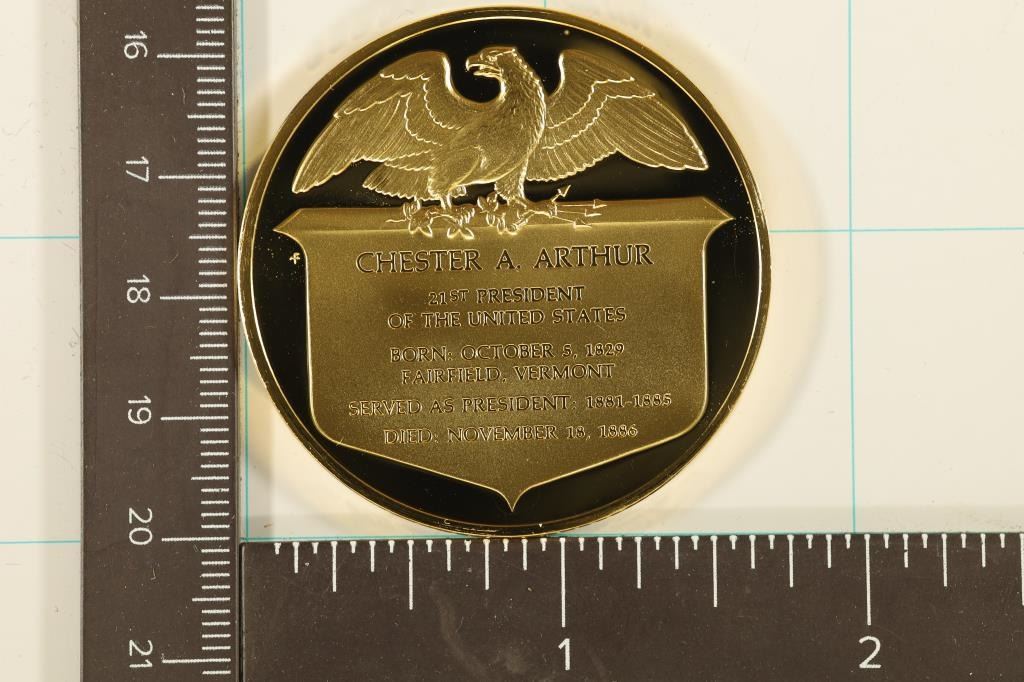 16
17
18
19
20
21
CHESTER A. ARTHUR
21ST PRESIDENT
OF THE UNITED STATES
BORN: OCTOBER 5, 1829
FAIRFIELD, VERMONT
SERVED AS PRESIDENT: 1881-1885
DIED: NOVEMBER 18, 1886
1
2